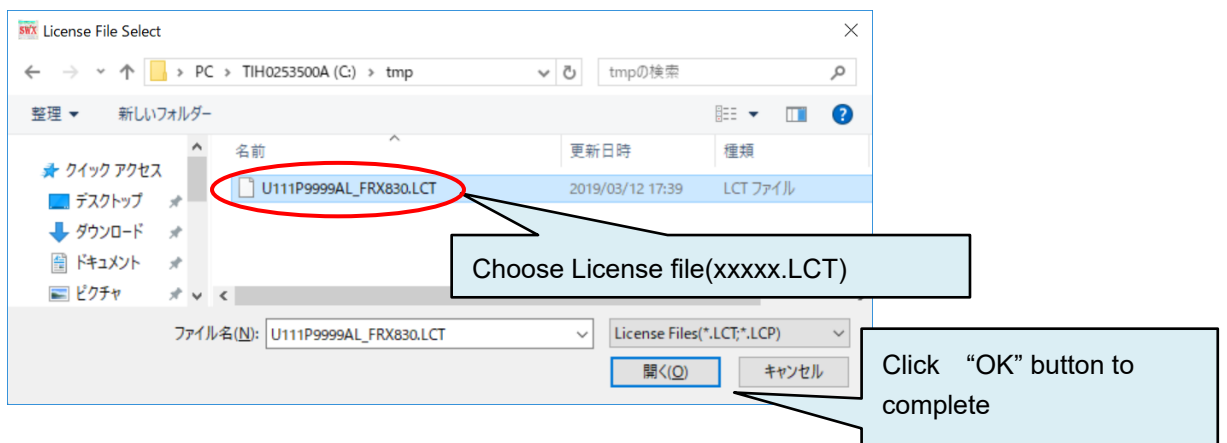 SWX License File Select
PC > TIH0253500A (C:) > tmp
tmpの検索
整理 ▼ 新しいフォルダー
名前 更新日時 種類
クイック アクセス
U111P9999AL_FRX830.LCT 2019/03/12 17:39 LCT ファイル
デスクトップ
ダウンロード
ドキュメント
ピクチャ
Choose License file(xxxxx.LCT)
ファイル名(N): U111P9999AL_FRX830.LCT License Files(*.LCT;*.LCP)
開く(O) キャンセル
Click “OK” button to
complete